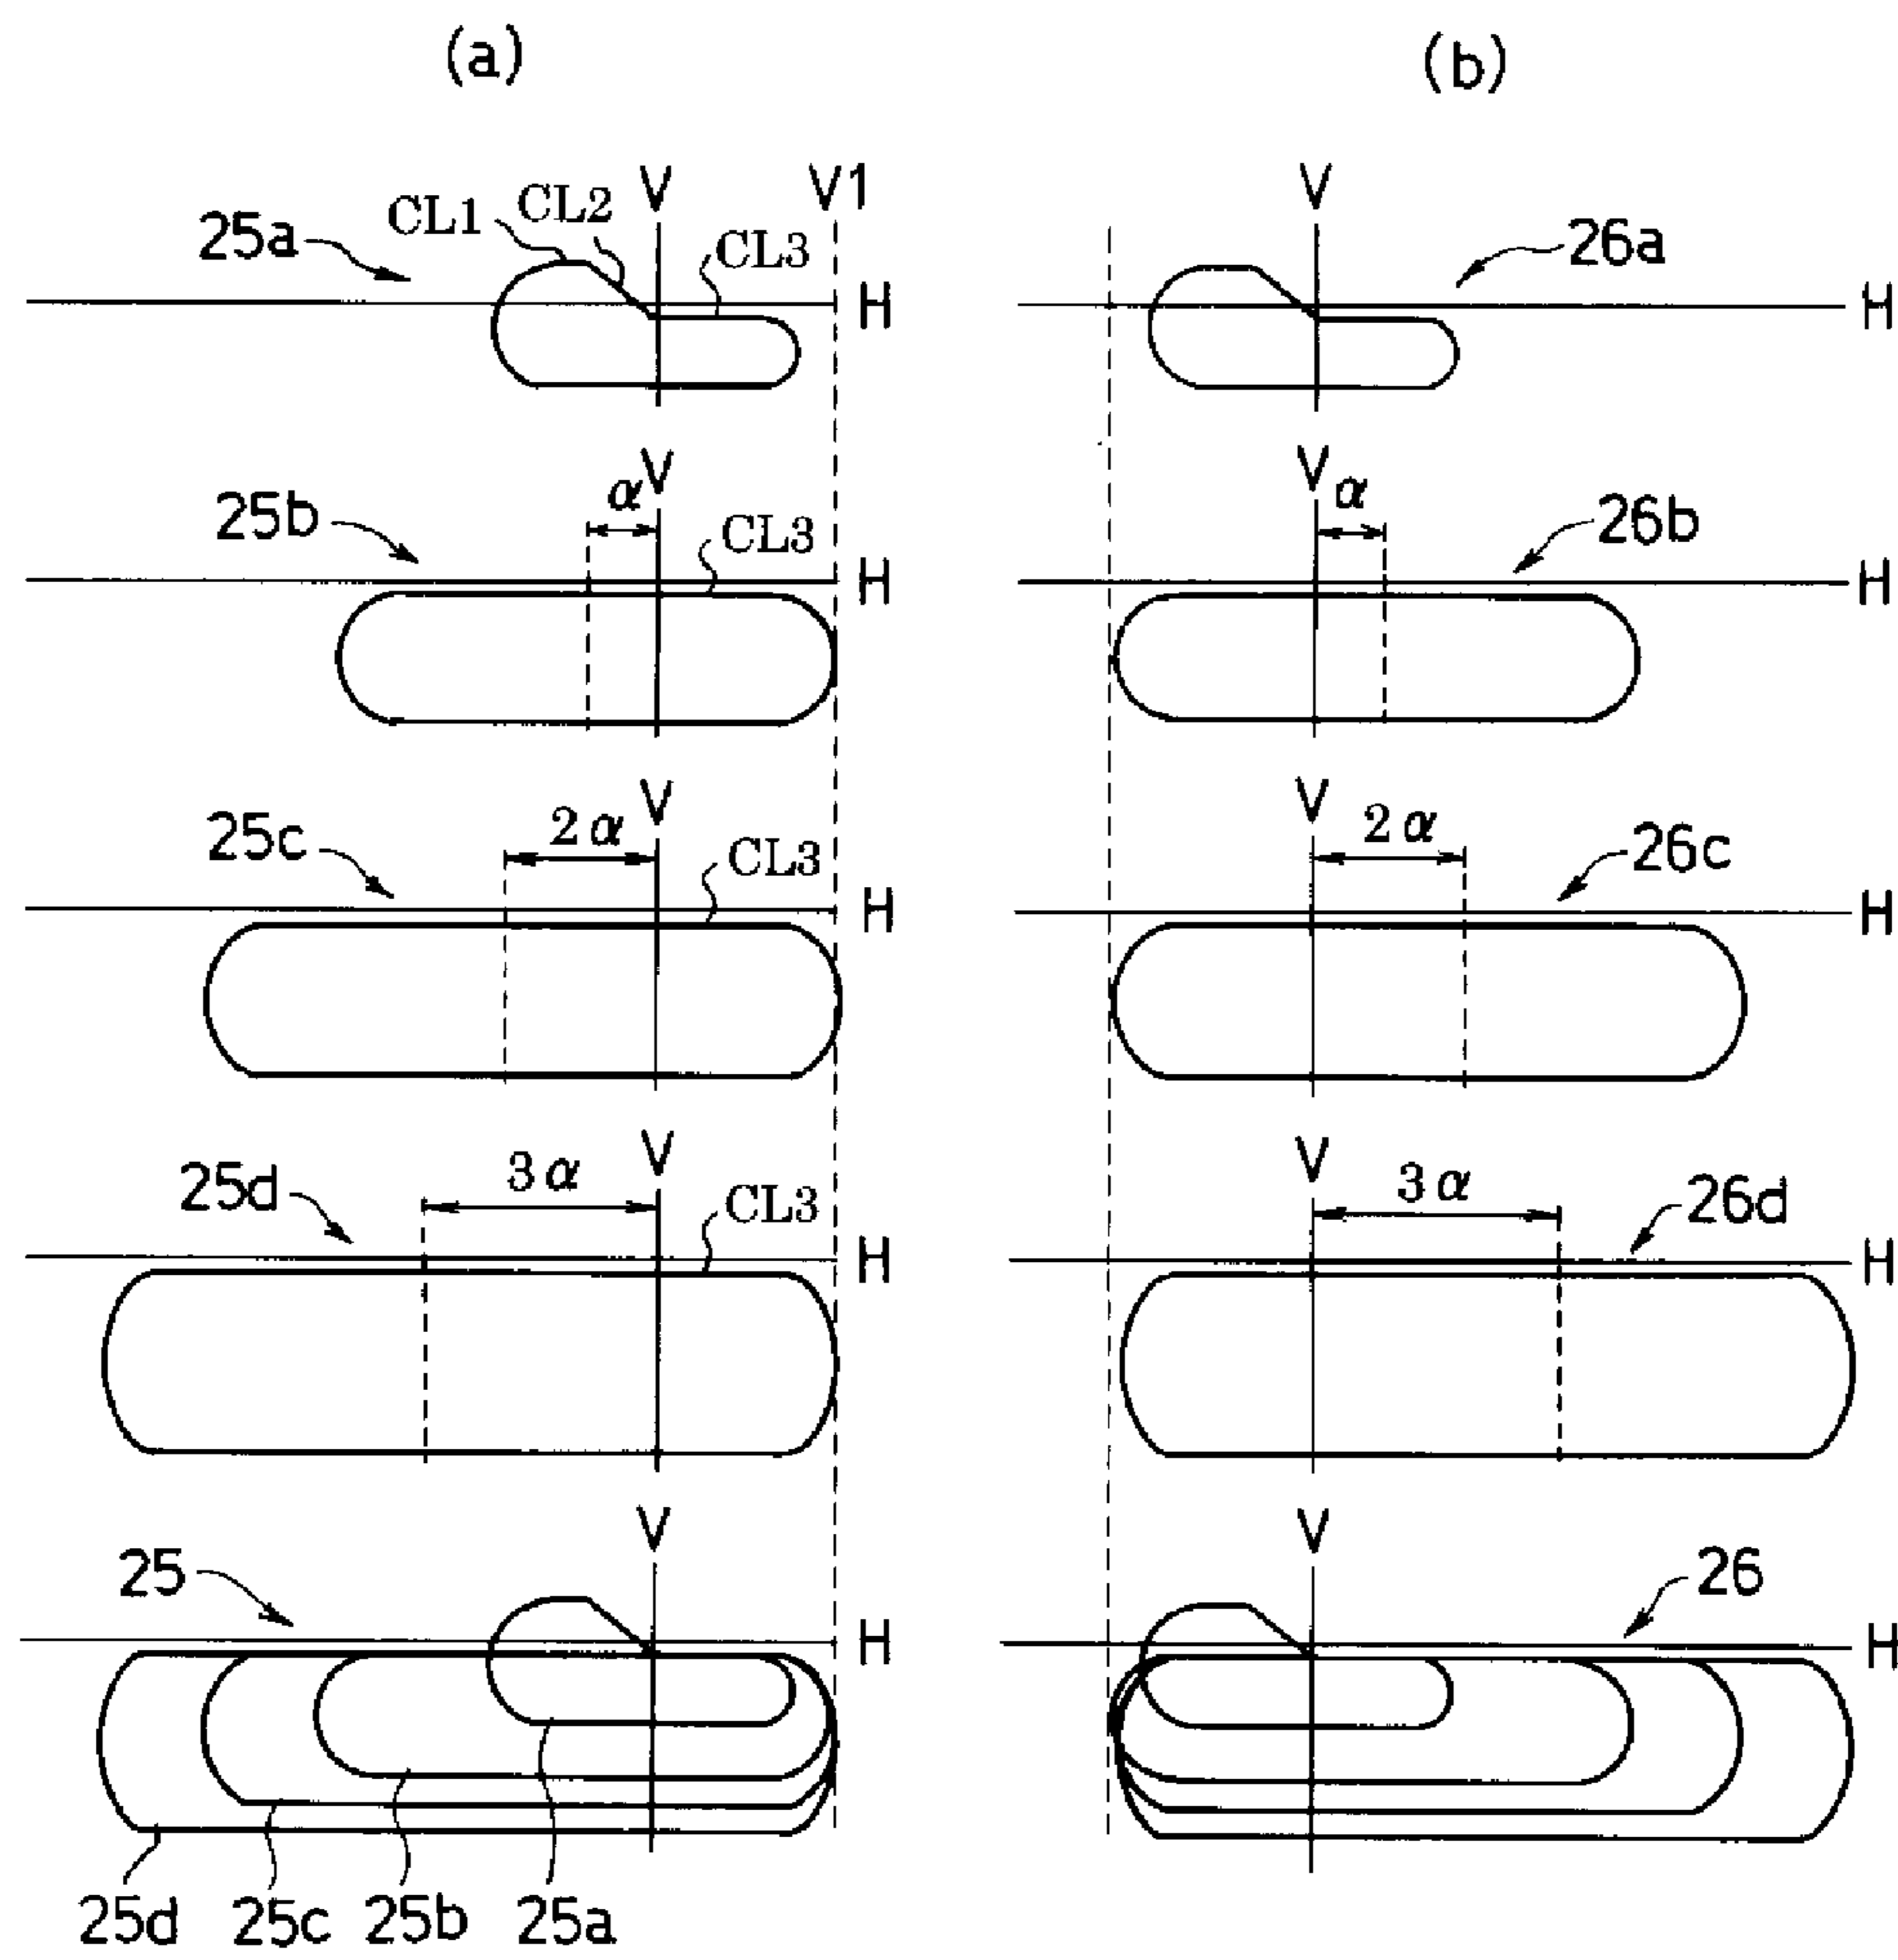 (a) (b)
V V1 V
25a CL1 CL2 CL3 26a
H H
V V
α α
25b CL3 26b
H H
V V
2α 2α
25c CL3 26c
H H
V V
3α 3α
25d CL3 26d
H H
V V
25 26
H H
25d 25c 25b 25a